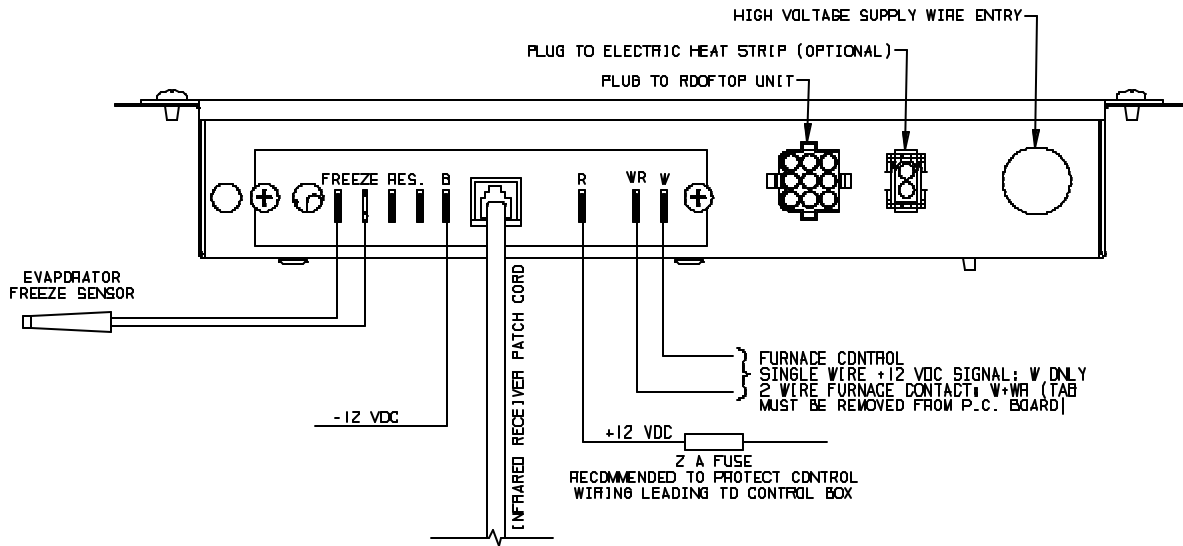 HIGH VOLTAGE SUPPLY WIRE ENTRY
PLUG TO ELECTRIC HEAT STRIP (OPTIONAL)
PLUB TO ROOFTOP UNIT
FREEZE RES. B R WR W
EVAPORATOR
FREEZE SENSOR
INFRARED RECEIVER PATCH CORD
FURNACE CONTROL
SINGLE WIRE +12 VDC SIGNAL: W ONLY
2 WIRE FURNACE CONTACT: W+WR (TAB
MUST BE REMOVED FROM P.C. BOARD)
-12 VDC
+12 VDC
2 A FUSE
RECOMMENDED TO PROTECT CONTROL
WIRING LEADING TO CONTROL BOX